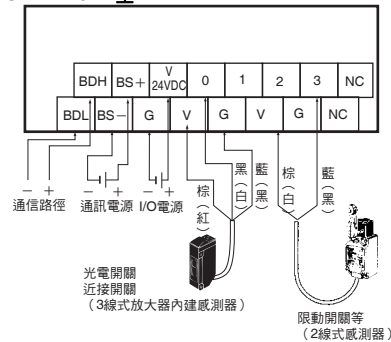 BDH BS+ V 24VDC 0 1 2 3 NC
BDL BS− G V G V G NC
− + − + − +
通信路徑 通訊電源 I/O電源
棕（紅）
黑（白）
藍（黑）
棕（白）
藍（黑）
光電開關
近接開關
（3線式放大器內建感測器）
限動開關等
（2線式感測器）